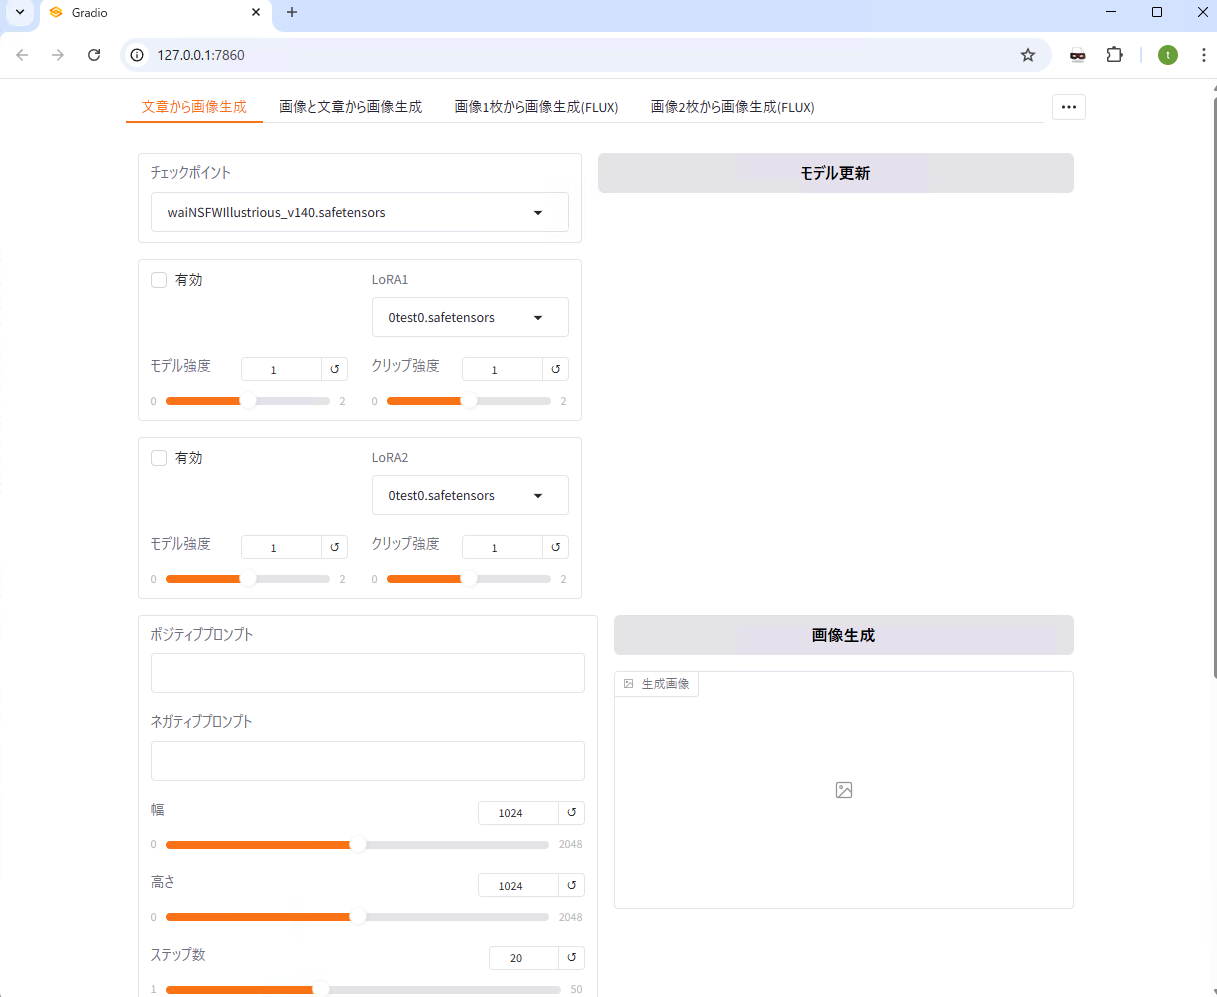 Gradio
127.0.0.1:7860
t
文章から画像生成
画像と文章から画像生成
画像1枚から画像生成(FLUX)
画像2枚から画像生成(FLUX)
チェックポイント
waiNSFWIllustrious_v140.safetensors
モデル更新
有効
LoRA1
0test0.safetensors
モデル強度
1
クリップ強度
1
0
2
0
2
有効
LoRA2
0test0.safetensors
モデル強度
1
クリップ強度
1
0
2
0
2
ポジティブプロンプト
画像生成
生成画像
ネガティブプロンプト
幅
1024
0
2048
高さ
1024
0
2048
ステップ数
20
1
50